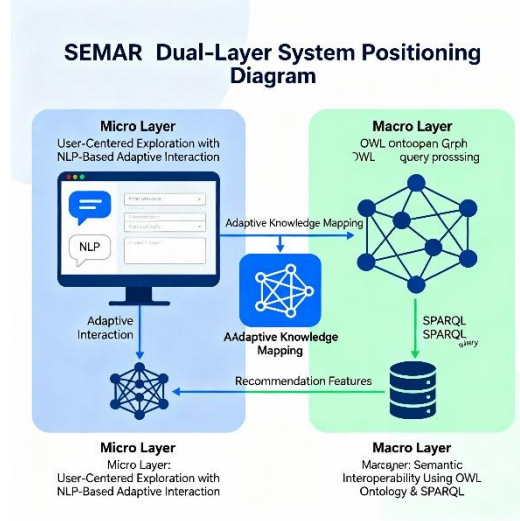 SEMAR Dual-Layer System Positioning
Diagram
Micro Layer
User-Centered Exploration with
NLP-Based Adaptive Interaction
Macro Layer
OWL ontoopen Grph
OWL query prossing
NLP
Adaptive Knowledge Mapping
AAdaptive Knowledge
Mapping
Adaptive
Interaction
SPARQL
SPARQL
Recommendation Features
Micro Layer
Micro Layer:
User-Centered Exploration with
NLP-Based Adaptive Interaction
Macro Layer
Semantic
Interoperability Using OWL
Ontology & SPARQL